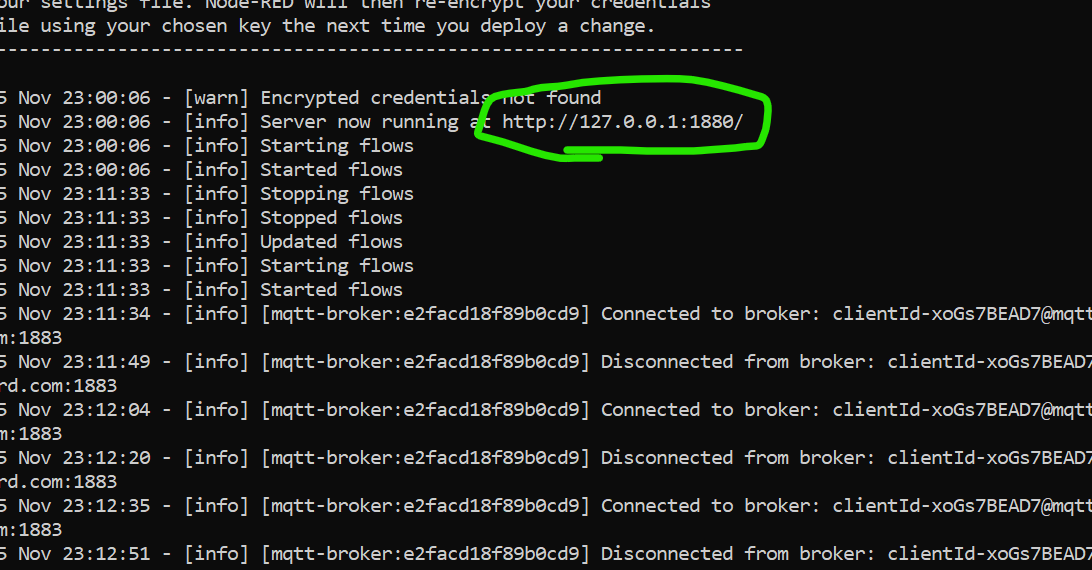 our settings file. Node-RED will then re-encrypt your credentials
ile using your chosen key the next time you deploy a change.
---------------------------------------------------------------------
5 Nov 23:00:06 - [warn] Encrypted credentials not found
5 Nov 23:00:06 - [info] Server now running at http://127.0.0.1:1880/
5 Nov 23:00:06 - [info] Starting flows
5 Nov 23:00:06 - [info] Started flows
5 Nov 23:11:33 - [info] Stopping flows
5 Nov 23:11:33 - [info] Stopped flows
5 Nov 23:11:33 - [info] Updated flows
5 Nov 23:11:33 - [info] Starting flows
5 Nov 23:11:33 - [info] Started flows
5 Nov 23:11:34 - [info] [mqtt-broker:e2facd18f89b0cd9] Connected to broker: clientId-xoGs7BEAD7@mqtt
m:1883
5 Nov 23:11:49 - [info] [mqtt-broker:e2facd18f89b0cd9] Disconnected from broker: clientId-xoGs7BEAD7
rd.com:1883
5 Nov 23:12:04 - [info] [mqtt-broker:e2facd18f89b0cd9] Connected to broker: clientId-xoGs7BEAD7@mqtt
m:1883
5 Nov 23:12:20 - [info] [mqtt-broker:e2facd18f89b0cd9] Disconnected from broker: clientId-xoGs7BEAD7
rd.com:1883
5 Nov 23:12:35 - [info] [mqtt-broker:e2facd18f89b0cd9] Connected to broker: clientId-xoGs7BEAD7@mqtt
m:1883
5 Nov 23:12:51 - [info] [mqtt-broker:e2facd18f89b0cd9] Disconnected from broker: clientId-xoGs7BEAD7